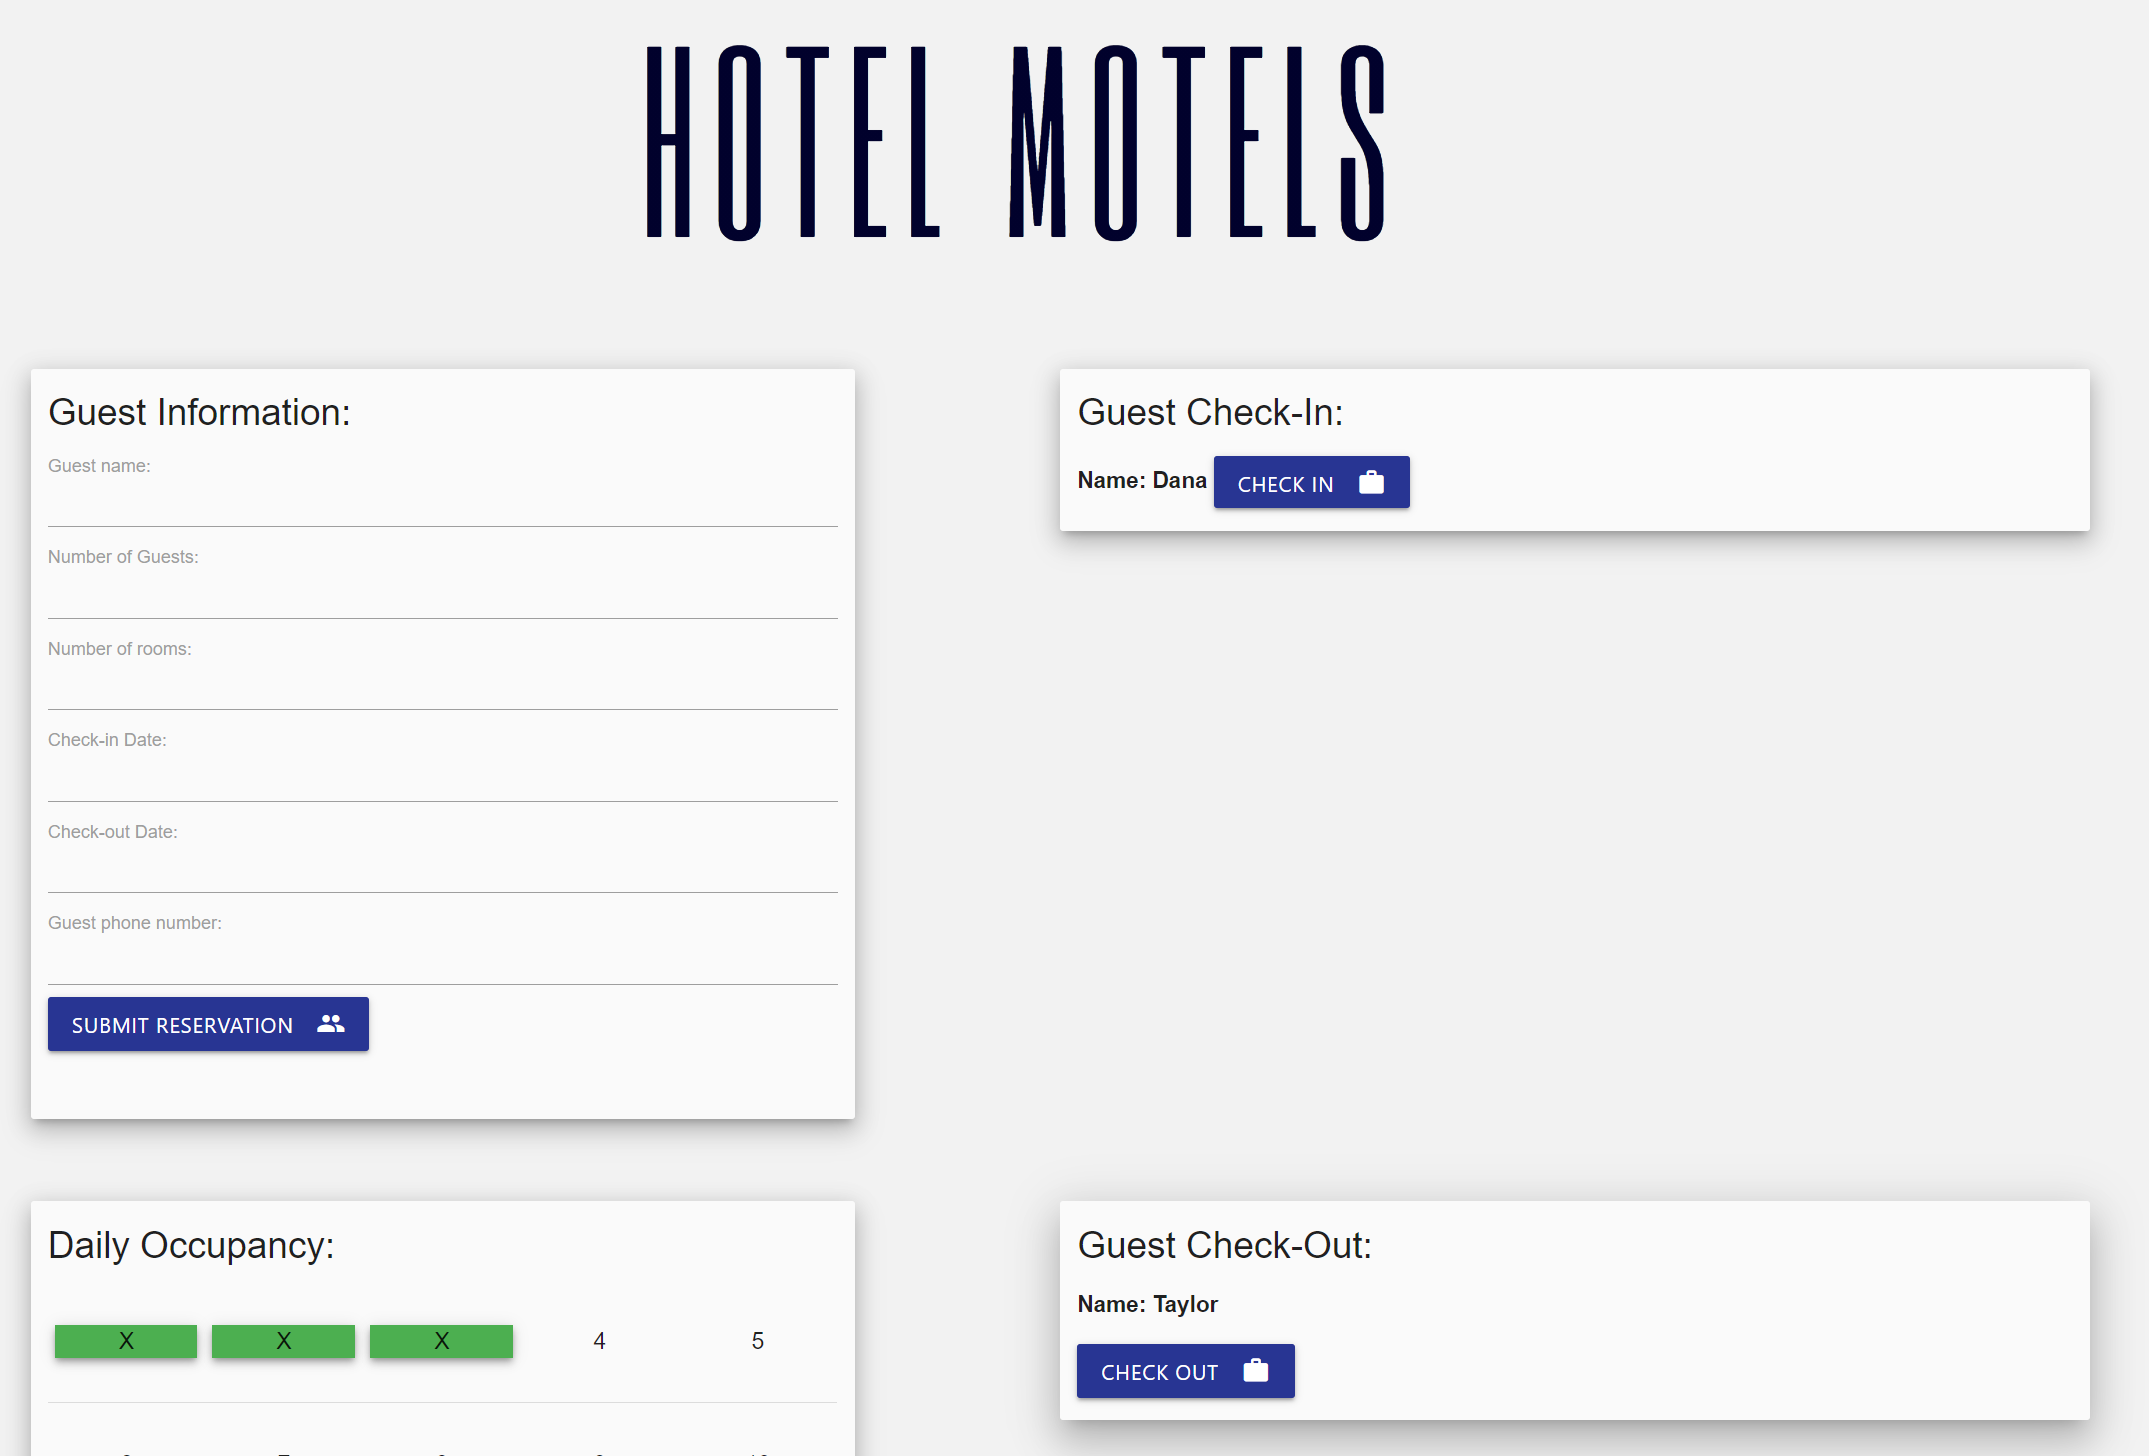 HOTEL MOTELS
Guest Information:
Guest name:
Number of Guests:
Number of rooms:
Check-in Date:
Check-out Date:
Guest phone number:
SUBMIT RESERVATION
Guest Check-In:
Name: Dana CHECK IN
Daily Occupancy:
X X X 4 5
Guest Check-Out:
Name: Taylor
CHECK OUT